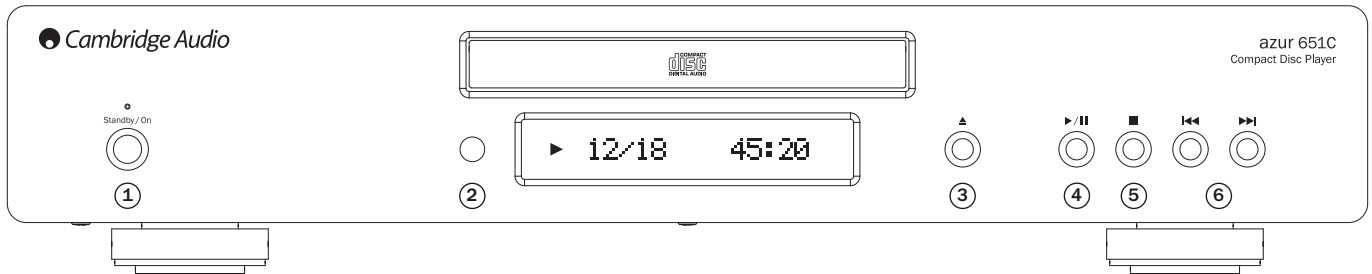 Cambridge Audio
COMPACT
disc
DIGITAL AUDIO
azur 651C
Compact Disc Player
Standby / On
12/18 45:20
1 2 3 4 5 6